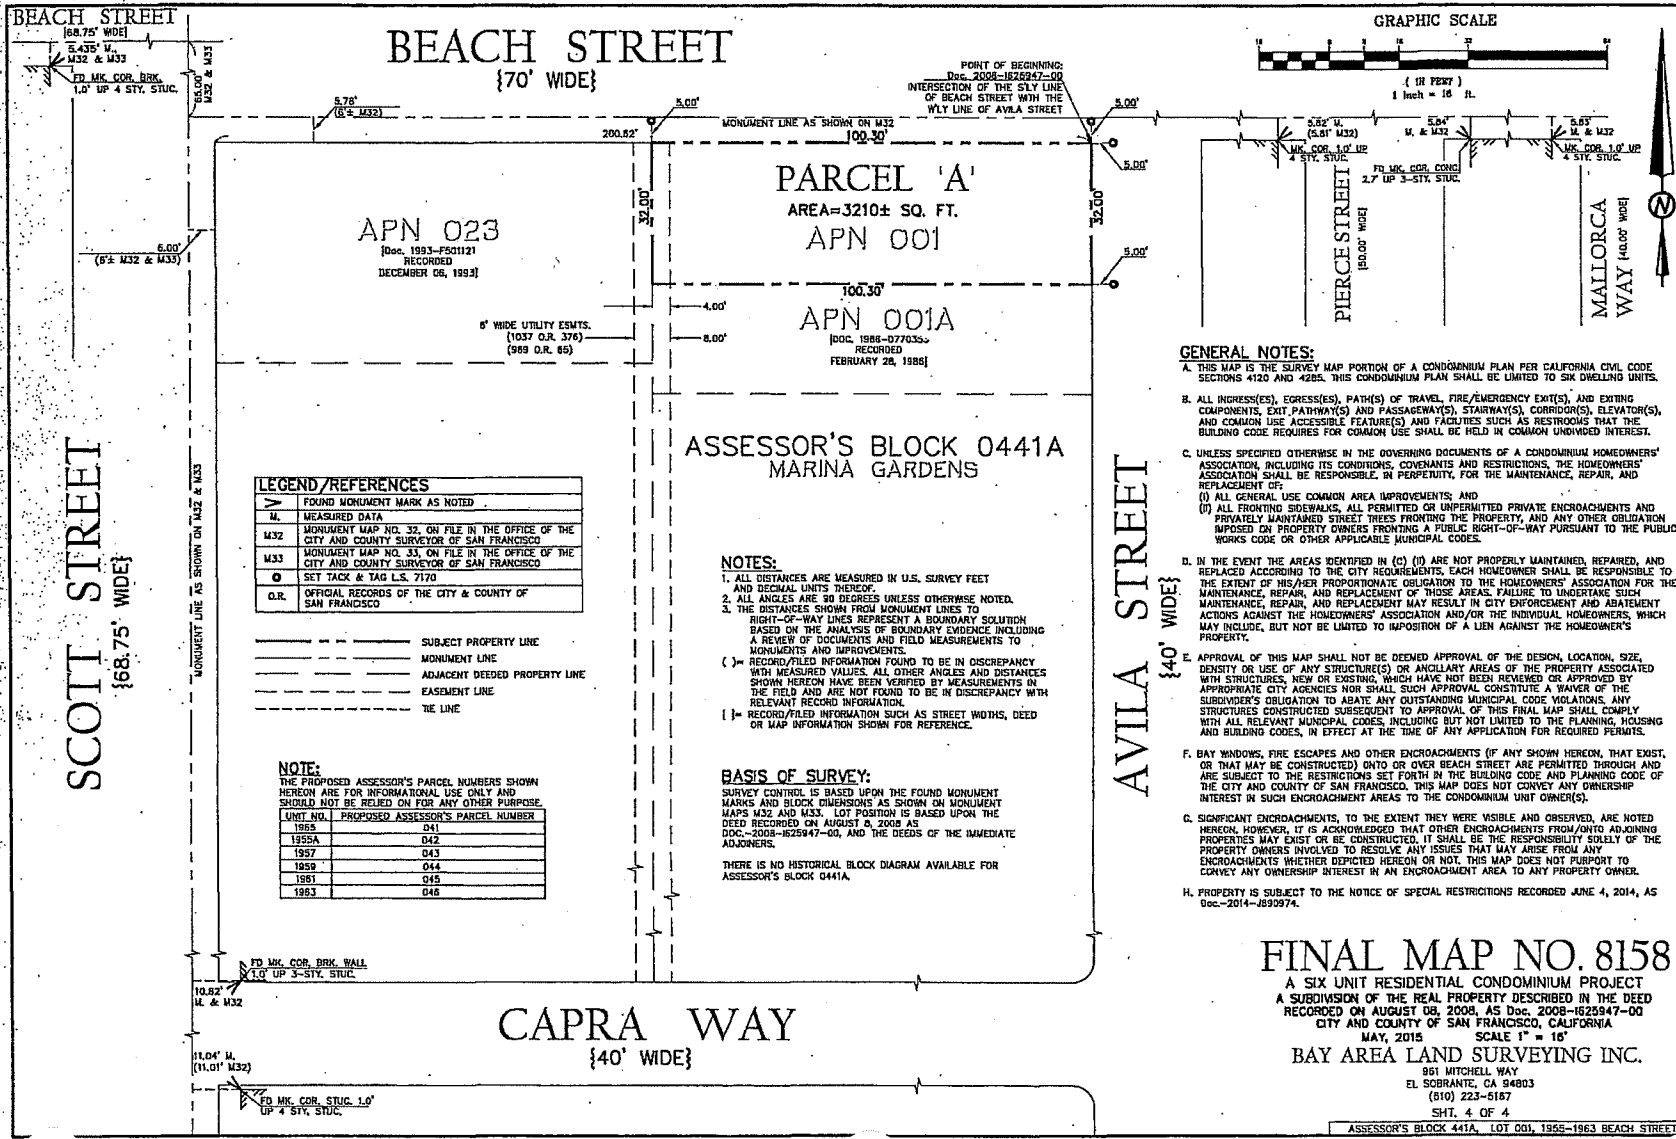 BEACH STREET
[68.75' WIDE]
5.435' M.,
M32 & M33
FD MK. COR. BRK.
1.0' UP 4 STY. STUC.
65.00'
M32 & M33
BEACH STREET
{70' WIDE}
5.78'
(6'± M32)
200.62'
5.00'
MONUMENT LINE AS SHOWN ON M32
100.30'
POINT OF BEGINNING:
Doc. 2008-I625947-00
INTERSECTION OF THE S'LY LINE
OF BEACH STREET WITH THE
W'LY LINE OF AVILA STREET
5.00'
5.00'
GRAPHIC SCALE
16
8
16
32
64
( IN FEET )
1 inch = 16 ft.
5.82' M.
(5.81' M32)
MK. COR. 1.0' UP
4 STY. STUC.
5.84'
M. & M32
FD MK. COR. CONC.
2.7' UP 3-STY. STUC.
5.83'
M. & M32
MK. COR. 1.0' UP
4 STY. STUC.
N
PIERCE STREET
[50.00' WIDE]
MALLORCA
WAY [40.00' WIDE]
6.00'
(6'± M32 & M33)
APN 023
[Doc. 1993-F501121
RECORDED
DECEMBER 06, 1993]
PARCEL 'A'
AREA=3210± SQ. FT.
APN 001
32.00'
32.00'
5.00'
100.30'
4.00'
8.00'
6' WIDE UTILITY ESMTS.
(1037 O.R. 376)
(989 O.R. 65)
APN 001A
RECORDED
FEBRUARY 28, 1986]
ASSESSOR'S BLOCK 0441A
MARINA GARDENS
SCOTT STREET
{68.75' WIDE}
MONUMENT LINE AS SHOWN ON M32 & M33
LEGEND/REFERENCES
> FOUND MONUMENT MARK AS NOTED
M. MEASURED DATA
M32 MONUMENT MAP NO. 32, ON FILE IN THE OFFICE OF THE
CITY AND COUNTY SURVEYOR OF SAN FRANCISCO
M33 MONUMENT MAP NO. 33, ON FILE IN THE OFFICE OF THE
CITY AND COUNTY SURVEYOR OF SAN FRANCISCO
SET TACK & TAG L.S. 7170
O.R. OFFICIAL RECORDS OF THE CITY & COUNTY OF
SAN FRANCISCO
SUBJECT PROPERTY LINE
MONUMENT LINE
ADJACENT DEEDED PROPERTY LINE
EASEMENT LINE
TIE LINE
NOTE:
THE PROPOSED ASSESSOR'S PARCEL NUMBERS SHOWN
HEREON ARE FOR INFORMATIONAL USE ONLY AND
SHOULD NOT BE RELIED ON FOR ANY OTHER PURPOSE.
UNIT NO. PROPOSED ASSESSOR'S PARCEL NUMBER
1955 041
1955A 042
1957 043
1959 044
1961 045
1963 046
NOTES:
1. ALL DISTANCES ARE MEASURED IN U.S. SURVEY FEET
AND DECIMAL UNITS THEREOF.
2. ALL ANGLES ARE 90 DEGREES UNLESS OTHERWISE NOTED.
3. THE DISTANCES SHOWN FROM MONUMENT LINES TO
RIGHT-OF-WAY LINES REPRESENT A BOUNDARY SOLUTION
BASED ON THE ANALYSIS OF BOUNDARY EVIDENCE INCLUDING
A REVIEW OF DOCUMENTS AND FIELD MEASUREMENTS TO
MONUMENTS AND IMPROVEMENTS.
( )= RECORD/FILED INFORMATION FOUND TO BE IN DISCREPANCY
WITH MEASURED VALUES. ALL OTHER ANGLES AND DISTANCES
SHOWN HEREON HAVE BEEN VERIFIED BY MEASUREMENTS IN
THE FIELD AND ARE NOT FOUND TO BE IN DISCREPANCY WITH
RELEVANT RECORD INFORMATION.
[ ]= RECORD/FILED INFORMATION SUCH AS STREET WIDTHS, DEED
OR MAP INFORMATION SHOWN FOR REFERENCE.
BASIS OF SURVEY:
SURVEY CONTROL IS BASED UPON THE FOUND MONUMENT
MARKS AND BLOCK DIMENSIONS AS SHOWN ON MONUMENT
MAPS M32 AND M33. LOT POSITION IS BASED UPON THE
DEED RECORDED ON AUGUST 8, 2008 AS
DOC.-2008-I625947-00, AND THE DEEDS OF THE IMMEDIATE
ADJOINERS.
THERE IS NO HISTORICAL BLOCK DIAGRAM AVAILABLE FOR
ASSESSOR'S BLOCK 0441A.
AVILA STREET
{40' WIDE}
GENERAL NOTES:
A. THIS MAP IS THE SURVEY MAP PORTION OF A CONDOMINIUM PLAN PER CALIFORNIA CIVIL CODE
SECTIONS 4120 AND 4285. THIS CONDOMINIUM PLAN SHALL BE LIMITED TO SIX DWELLING UNITS.
B. ALL INGRESS(ES), EGRESS(ES), PATH(S) OF TRAVEL, FIRE/EMERGENCY EXIT(S), AND EXITING
COMPONENTS, EXIT PATHWAY(S) AND PASSAGEWAY(S), STAIRWAY(S), CORRIDOR(S), ELEVATOR(S),
AND COMMON USE ACCESSIBLE FEATURE(S) AND FACILITIES SUCH AS RESTROOMS THAT THE
BUILDING CODE REQUIRES FOR COMMON USE SHALL BE HELD IN COMMON UNDIVIDED INTEREST.
C. UNLESS SPECIFIED OTHERWISE IN THE GOVERNING DOCUMENTS OF A CONDOMINIUM HOMEOWNERS'
ASSOCIATION, INCLUDING ITS CONDITIONS, COVENANTS AND RESTRICTIONS, THE HOMEOWNERS'
ASSOCIATION SHALL BE RESPONSIBLE, IN PERPETUITY, FOR THE MAINTENANCE, REPAIR, AND
REPLACEMENT OF:
(I) ALL GENERAL USE COMMON AREA IMPROVEMENTS; AND
(II) ALL FRONTING SIDEWALKS, ALL PERMITTED OR UNPERMITTED PRIVATE ENCROACHMENTS AND
PRIVATELY MAINTAINED STREET TREES FRONTING THE PROPERTY, AND ANY OTHER OBLIGATION
IMPOSED ON PROPERTY OWNERS FRONTING A PUBLIC RIGHT-OF-WAY PURSUANT TO THE PUBLIC
WORKS CODE OR OTHER APPLICABLE MUNICIPAL CODES.
D. IN THE EVENT THE AREAS IDENTIFIED IN (C) (II) ARE NOT PROPERLY MAINTAINED, REPAIRED, AND
REPLACED ACCORDING TO THE CITY REQUIREMENTS, EACH HOMEOWNER SHALL BE RESPONSIBLE TO
THE EXTENT OF HIS/HER PROPORTIONATE OBLIGATION TO THE HOMEOWNERS' ASSOCIATION FOR THE
MAINTENANCE, REPAIR, AND REPLACEMENT OF THOSE AREAS. FAILURE TO UNDERTAKE SUCH
MAINTENANCE, REPAIR, AND REPLACEMENT MAY RESULT IN CITY ENFORCEMENT AND ABATEMENT
ACTIONS AGAINST THE HOMEOWNERS' ASSOCIATION AND/OR THE INDIVIDUAL HOMEOWNERS, WHICH
MAY INCLUDE, BUT NOT BE LIMITED TO IMPOSITION OF A LIEN AGAINST THE HOMEOWNER'S
PROPERTY.
E. APPROVAL OF THIS MAP SHALL NOT BE DEEMED APPROVAL OF THE DESIGN, LOCATION, SIZE,
DENSITY OR USE OF ANY STRUCTURE(S) OR ANCILLARY AREAS OF THE PROPERTY ASSOCIATED
WITH STRUCTURES, NEW OR EXISTING, WHICH HAVE NOT BEEN REVIEWED OR APPROVED BY
APPROPRIATE CITY AGENCIES NOR SHALL SUCH APPROVAL CONSTITUTE A WAIVER OF THE
SUBDIVIDER'S OBLIGATION TO ABATE ANY OUTSTANDING MUNICIPAL CODE VIOLATIONS. ANY
STRUCTURES CONSTRUCTED SUBSEQUENT TO APPROVAL OF THIS FINAL MAP SHALL COMPLY
WITH ALL RELEVANT MUNICIPAL CODES, INCLUDING BUT NOT LIMITED TO THE PLANNING, HOUSING
AND BUILDING CODES, IN EFFECT AT THE TIME OF ANY APPLICATION FOR REQUIRED PERMITS.
F. BAY WINDOWS, FIRE ESCAPES AND OTHER ENCROACHMENTS (IF ANY SHOWN HEREON, THAT EXIST,
OR THAT MAY BE CONSTRUCTED) ONTO OR OVER BEACH STREET ARE PERMITTED THROUGH AND
ARE SUBJECT TO THE RESTRICTIONS SET FORTH IN THE BUILDING CODE AND PLANNING CODE OF
THE CITY AND COUNTY OF SAN FRANCISCO. THIS MAP DOES NOT CONVEY ANY OWNERSHIP
INTEREST IN SUCH ENCROACHMENT AREAS TO THE CONDOMINIUM UNIT OWNER(S).
G. SIGNIFICANT ENCROACHMENTS, TO THE EXTENT THEY WERE VISIBLE AND OBSERVED, ARE NOTED
HEREON. HOWEVER, IT IS ACKNOWLEDGED THAT OTHER ENCROACHMENTS FROM/ONTO ADJOINING
PROPERTIES MAY EXIST OR BE CONSTRUCTED. IT SHALL BE THE RESPONSIBILITY SOLELY OF THE
PROPERTY OWNERS INVOLVED TO RESOLVE ANY ISSUES THAT MAY ARISE FROM ANY
ENCROACHMENTS WHETHER DEPICTED HEREON OR NOT. THIS MAP DOES NOT PURPORT TO
CONVEY ANY OWNERSHIP INTEREST IN AN ENCROACHMENT AREA TO ANY PROPERTY OWNER.
H. PROPERTY IS SUBJECT TO THE NOTICE OF SPECIAL RESTRICTIONS RECORDED JUNE 4, 2014, AS
Doc.-2014-J890974.
FD MK. COR. BRK. WALL
1.0' UP 3-STY. STUC.
10.82'
M. & M32
CAPRA WAY
{40' WIDE}
11.04' M.
(11.01' M32)
FD MK. COR. STUC. 1.0'
UP 4 STY. STUC.
FINAL MAP NO. 8158
A SIX UNIT RESIDENTIAL CONDOMINIUM PROJECT
A SUBDIVISION OF THE REAL PROPERTY DESCRIBED IN THE DEED
RECORDED ON AUGUST 08, 2008, AS Doc. 2008-I625947-00
CITY AND COUNTY OF SAN FRANCISCO, CALIFORNIA
MAY, 2015 SCALE 1" = 16'
BAY AREA LAND SURVEYING INC.
961 MITCHELL WAY
EL SOBRANTE, CA 94803
(510) 223-5167
SHT. 4 OF 4
ASSESSOR'S BLOCK 441A, LOT 001, 1955-1963 BEACH STREET